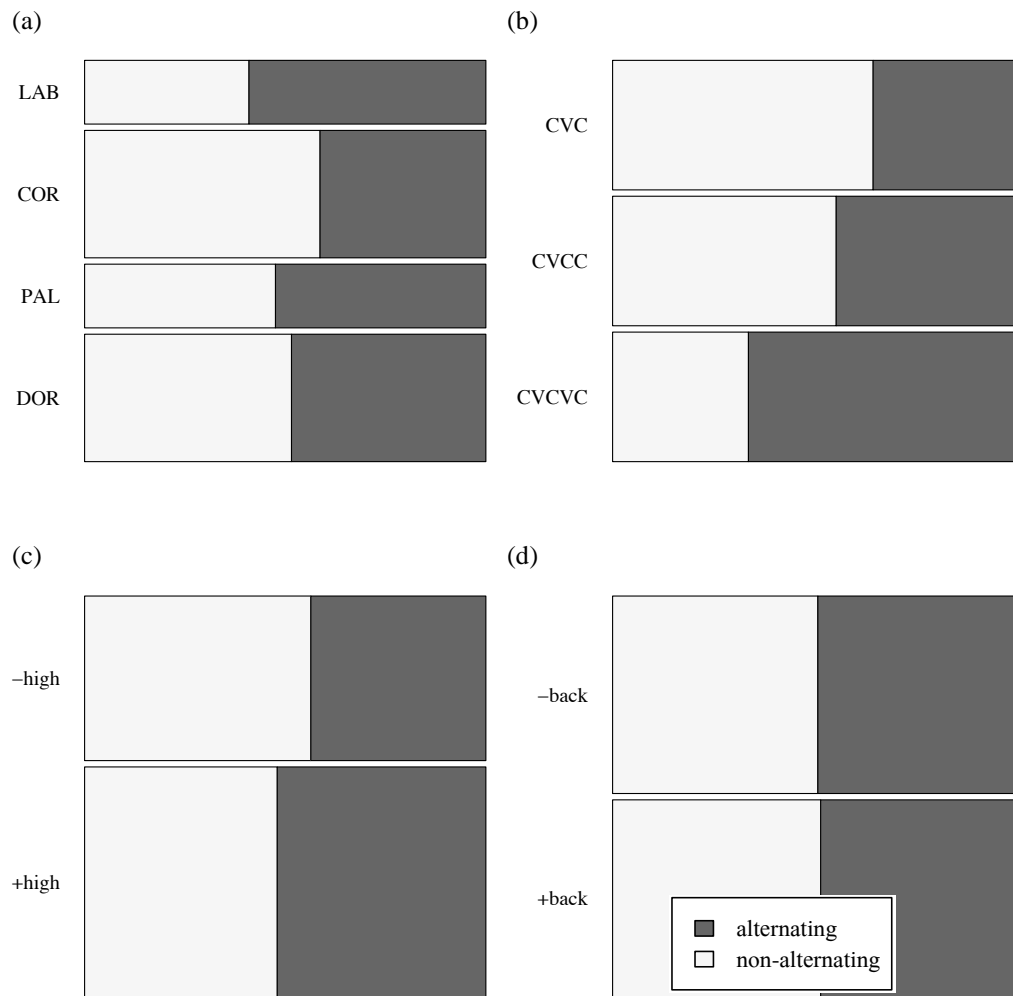 (a)
LAB
COR
PAL
DOR
(b)
CVC
CVCC
CVCVC
(c)
−high
+high
(d)
−back
+back
alternating
non-alternating